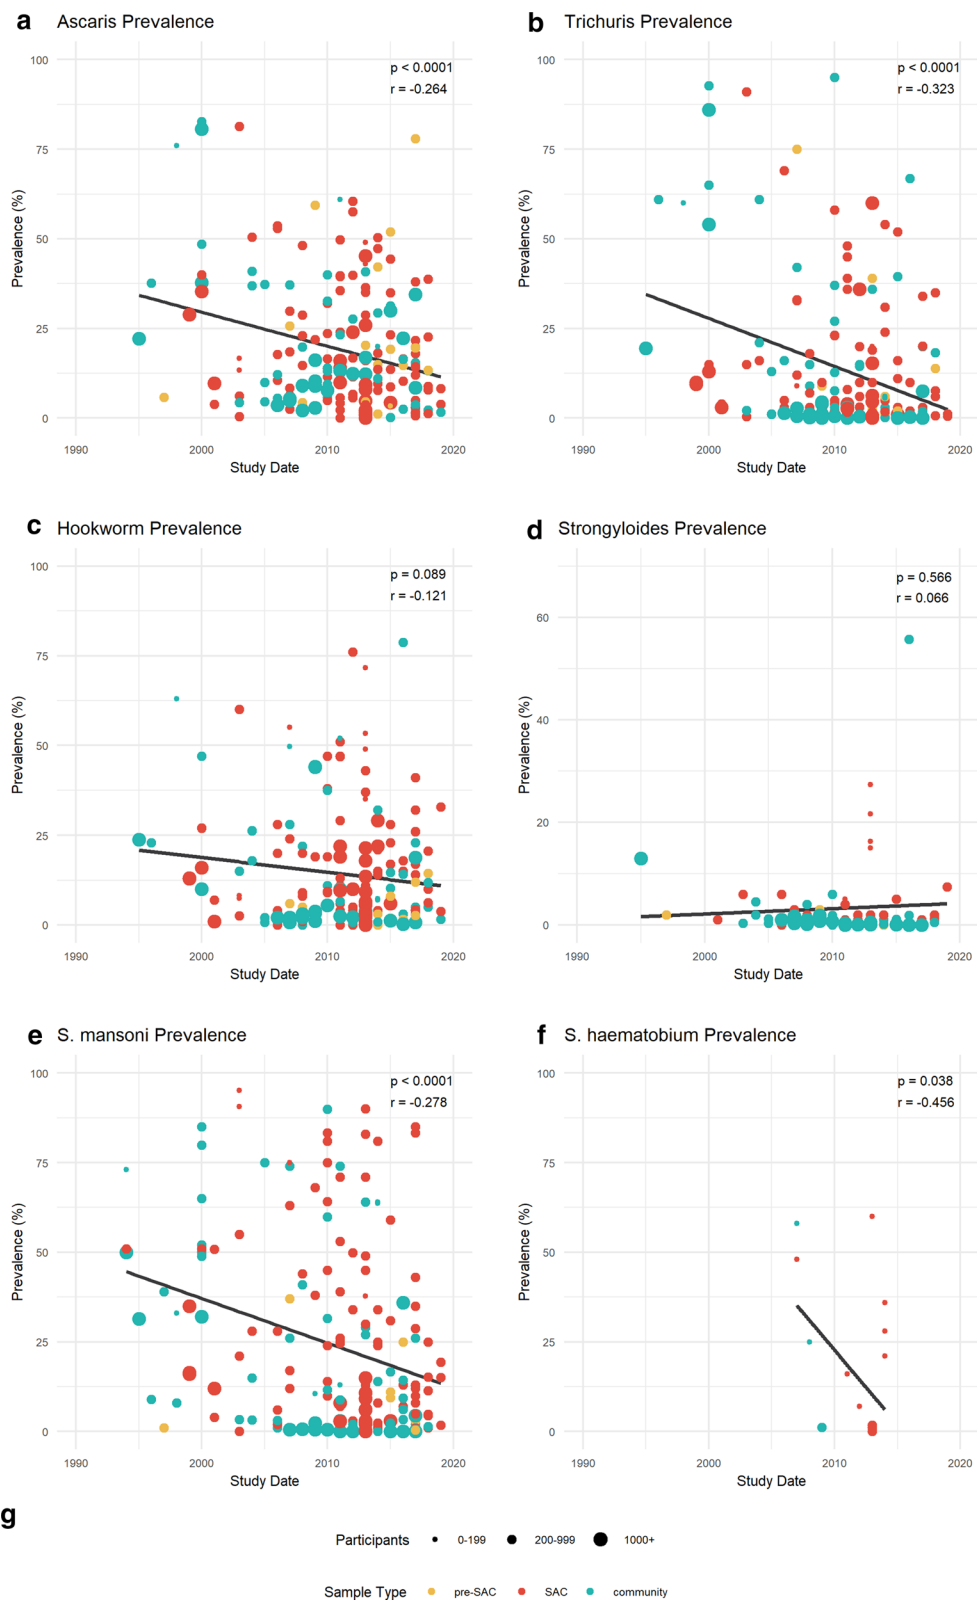 a Ascaris Prevalence
100
75
50
25
0
Prevalence (%)
p < 0.0001
r = -0.264
1990 2000 2010 2020
Study Date
b Trichuris Prevalence
100
75
50
25
0
Prevalence (%)
p < 0.0001
r = -0.323
1990 2000 2010 2020
Study Date
c Hookworm Prevalence
100
75
50
25
0
Prevalence (%)
p = 0.089
r = -0.121
1990 2000 2010 2020
Study Date
d Strongyloides Prevalence
60
40
20
0
Prevalence (%)
p = 0.566
r = 0.066
1990 2000 2010 2020
Study Date
e S. mansoni Prevalence
100
75
50
25
0
Prevalence (%)
p < 0.0001
r = -0.278
1990 2000 2010 2020
Study Date
f S. haematobium Prevalence
100
75
50
25
0
Prevalence (%)
p = 0.038
r = -0.456
1990 2000 2010 2020
Study Date
g
Participants 0-199 200-999 1000+
Sample Type pre-SAC SAC community